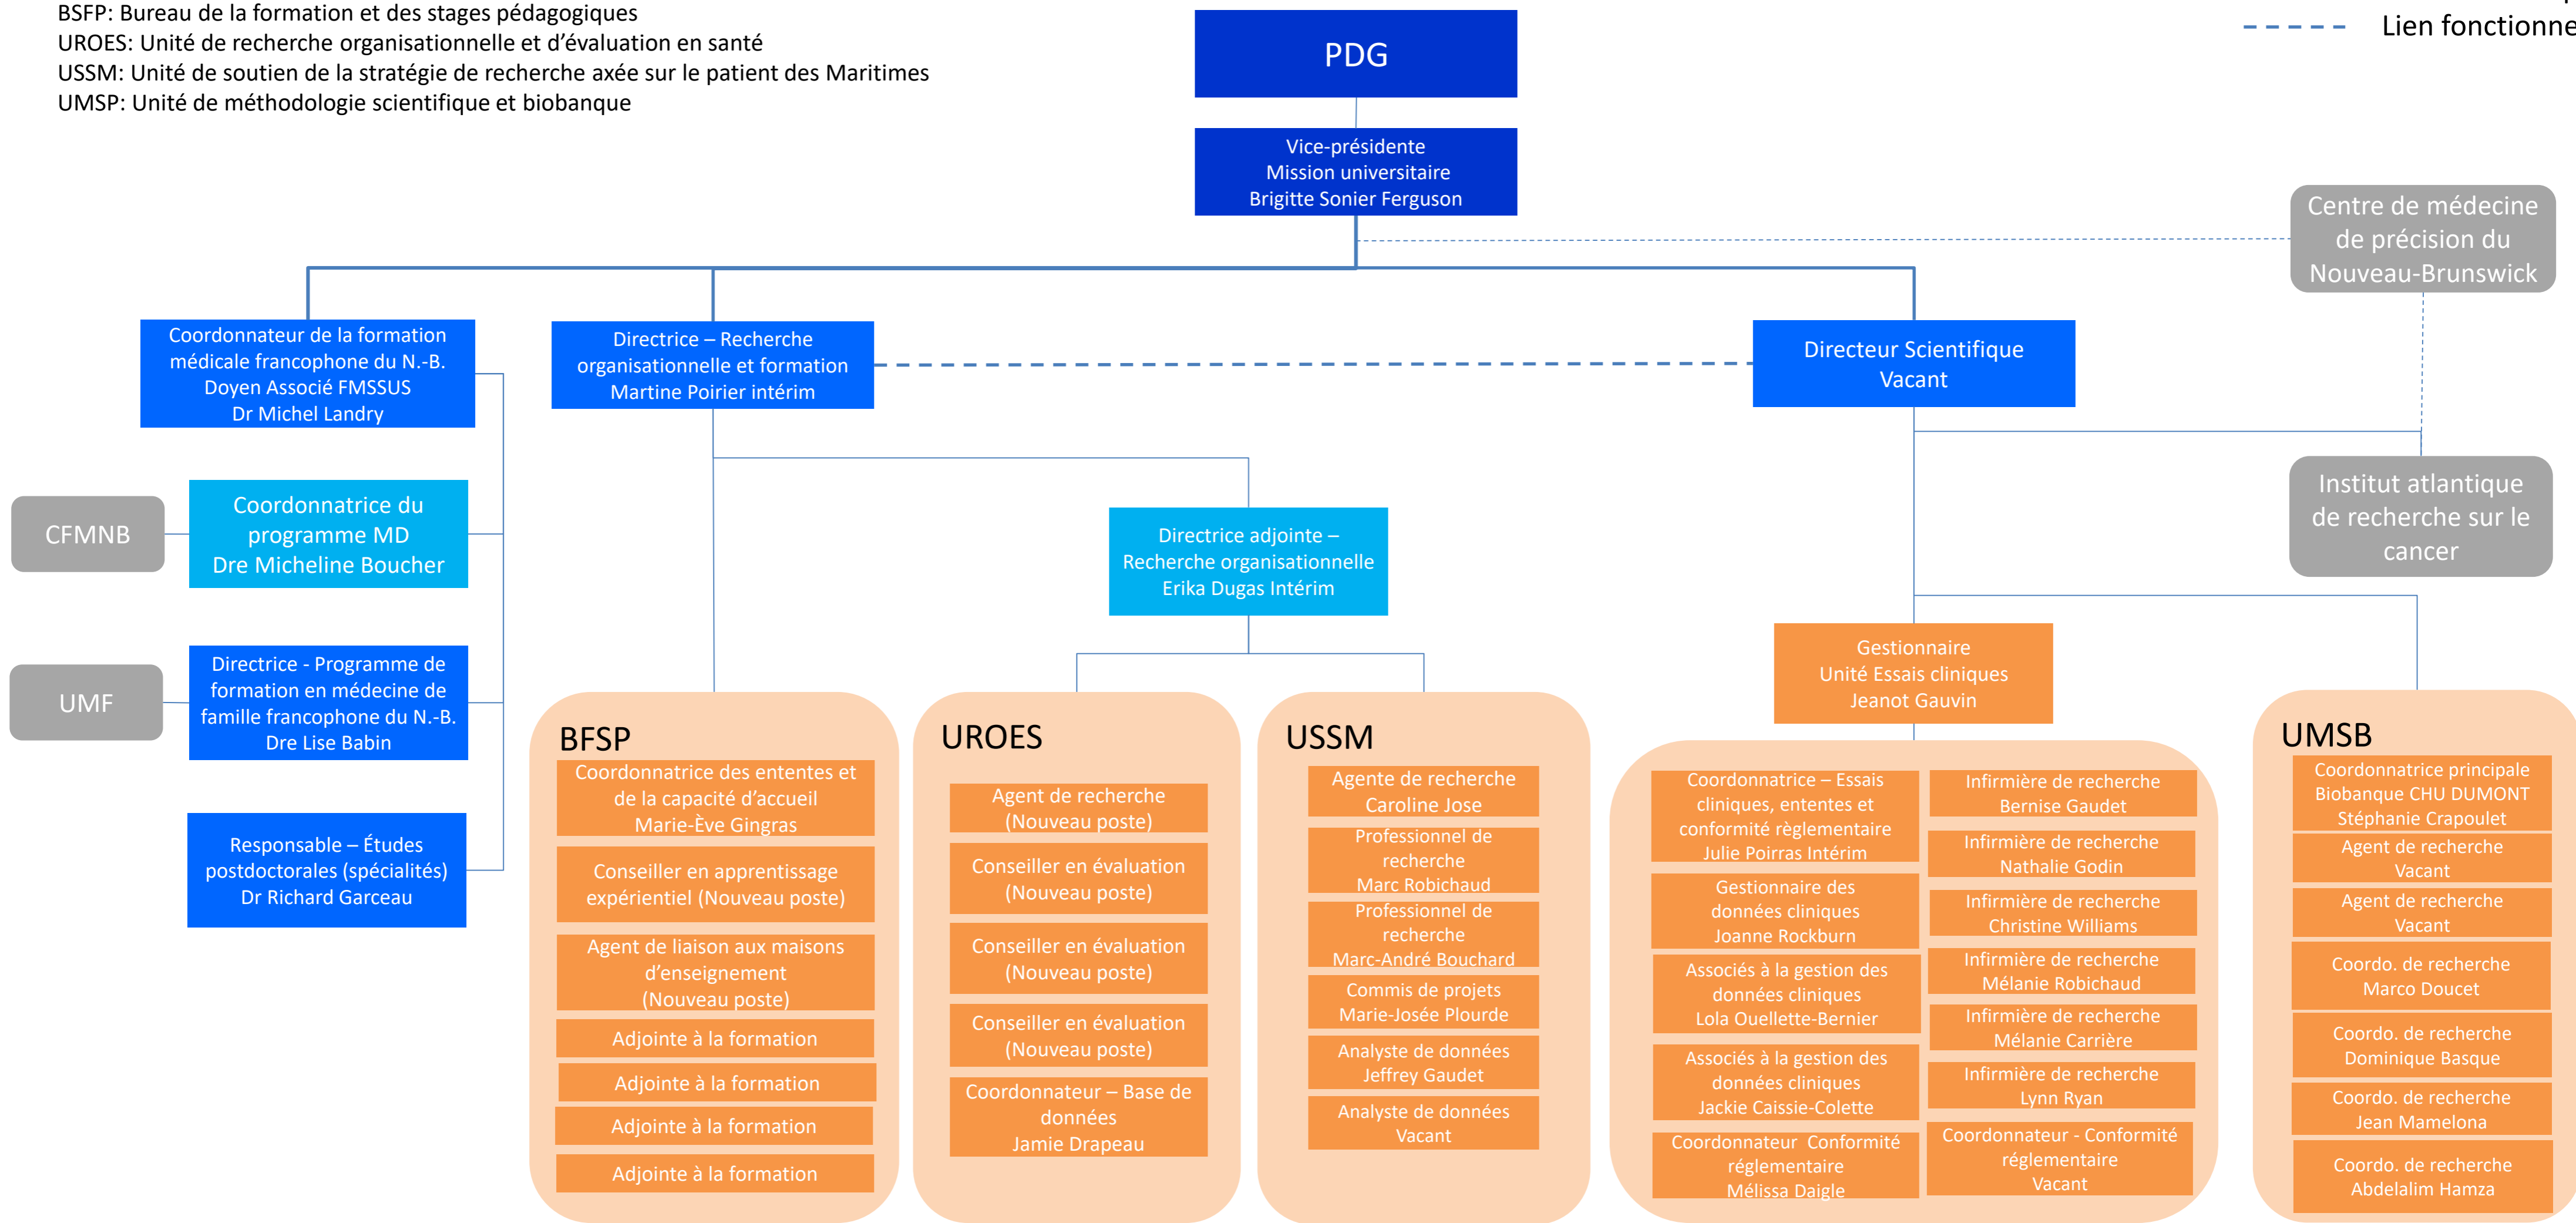 BSFP: Bureau de la formation et des stages pédagogiques
UROES: Unité de recherche organisationnelle et d'évaluation en santé
USSM: Unité de soutien de la stratégie de recherche axée sur le patient des Maritimes
UMSP: Unité de méthodologie scientifique et biobanque
Lien fonctionne
PDG
Vice-présidente
Mission universitaire
Brigitte Sonier Ferguson
Centre de médecine
de précision du
Nouveau-Brunswick
Coordonnateur de la formation
médicale francophone du N.-B.
Doyen Associé FMSSUS
Dr Michel Landry
Directrice – Recherche
organisationnelle et formation
Martine Poirier intérim
Directeur Scientifique
Vacant
CFMNB
Coordonnatrice du
programme MD
Dre Micheline Boucher
Directrice adjointe –
Recherche organisationnelle
Erika Dugas Intérim
Institut atlantique
de recherche sur le
cancer
UMF
Directrice - Programme de
formation en médecine de
famille francophone du N.-B.
Dre Lise Babin
Gestionnaire
Unité Essais cliniques
Jeanot Gauvin
Responsable – Études
postdoctorales (spécialités)
Dr Richard Garceau
BFSP
Coordonnatrice des ententes et
de la capacité d'accueil
Marie-Ève Gingras
Conseiller en apprentissage
expérientiel (Nouveau poste)
Agent de liaison aux maisons
d'enseignement
(Nouveau poste)
Adjointe à la formation
Adjointe à la formation
Adjointe à la formation
Adjointe à la formation
UROES
Agent de recherche
(Nouveau poste)
Conseiller en évaluation
(Nouveau poste)
Conseiller en évaluation
(Nouveau poste)
Conseiller en évaluation
(Nouveau poste)
Coordonnateur – Base de
données
Jamie Drapeau
USSM
Agente de recherche
Caroline Jose
Professionnel de
recherche
Marc Robichaud
Professionnel de
recherche
Marc-André Bouchard
Commis de projets
Marie-Josée Plourde
Analyste de données
Jeffrey Gaudet
Analyste de données
Vacant
Coordonnatrice – Essais
cliniques, ententes et
conformité règlementaire
Julie Poirras Intérim
Gestionnaire des
données cliniques
Joanne Rockburn
Associés à la gestion des
données cliniques
Lola Ouellette-Bernier
Associés à la gestion des
données cliniques
Jackie Caissie-Colette
Coordonnateur Conformité
réglementaire
Mélissa Daigle
Infirmière de recherche
Bernise Gaudet
Infirmière de recherche
Nathalie Godin
Infirmière de recherche
Christine Williams
Infirmière de recherche
Mélanie Robichaud
Infirmière de recherche
Mélanie Carrière
Infirmière de recherche
Lynn Ryan
Coordonnateur - Conformité
réglementaire
Vacant
UMSB
Coordonnatrice principale
Biobanque CHU DUMONT
Stéphanie Crapoulet
Agent de recherche
Vacant
Agent de recherche
Vacant
Coordo. de recherche
Marco Doucet
Coordo. de recherche
Dominique Basque
Coordo. de recherche
Jean Mamelona
Coordo. de recherche
Abdelalim Hamza